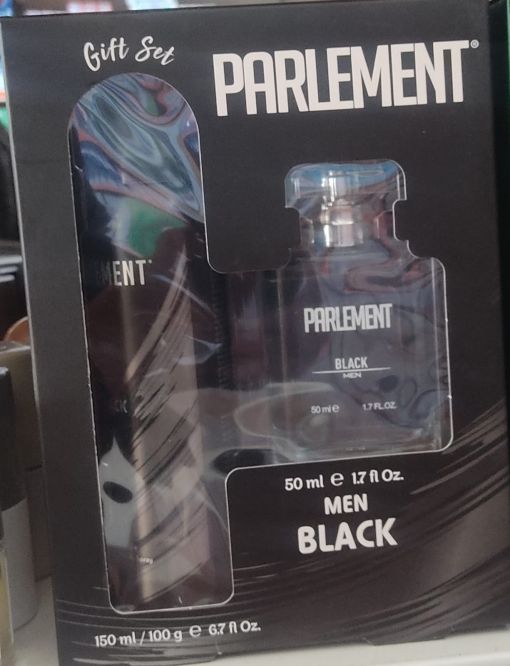 Gift Set
PARLEMENT®
MENT
PARLEMENT
BLACK
MEN
50 ml e 1.7 FL.OZ.
50 ml e 1.7 fl Oz.
MEN
BLACK
150 ml / 100 g e 6.7 fl Oz.